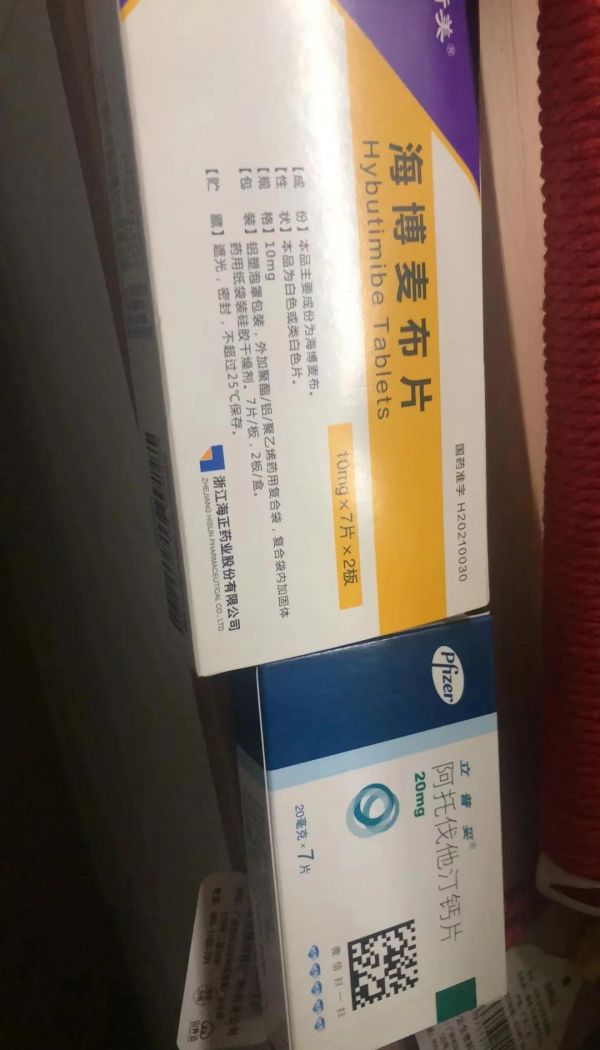 海博麦布片
Hybutimibe Tablets
国药准字 H20210030
10mg×7片×2板
【成 份】本品主要成份为海博麦布。
【性 状】本品为白色或类白色片。
【规 格】10mg
【包 装】铝塑泡罩包装，外加聚酯/铝/聚乙烯药用复合袋，复合袋内加固体
药用纸袋装硅胶干燥剂。7片/板，2板/盒。
【贮 藏】遮光，密封，不超过25℃保存。
浙江海正药业股份有限公司
ZHEJIANG HISUN PHARMACEUTICAL CO., LTD.
Pfizer
立普妥®
阿托伐他汀钙片
20mg
20毫克×7片
微信扫一扫